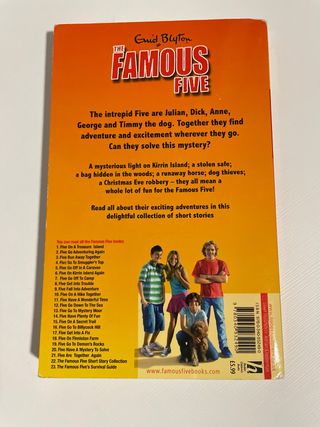 Enid Blyton
THE
FAMOUS
FIVE
The intrepid Five are Julian, Dick, Anne,
George and Timmy the dog. Together they find
adventure and excitement wherever they go.
Can they solve this mystery?
A mysterious light on Kirrin Island; a stolen safe;
a bag hidden in the woods; a runaway horse; dog thieves;
a Christmas Eve robbery – they all mean a
whole lot of fun for the Famous Five!
Read all about their exciting adventures in this
delightful collection of short stories
You can read all the Famous Five books:
1. Five On A Treasure Island
2. Five Go Adventuring Again
3. Five Run Away Together
4. Five Go To Smuggler's Top
5. Five Go Off In A Caravan
6. Five On Kirrin Island Again
7. Five Go Off To Camp
8. Five Get Into Trouble
9. Five Fall Into Adventure
10. Five On A Hike Together
11. Five Have A Wonderful Time
12. Five Go Down To The Sea
13. Five Go To Mystery Moor
14. Five Have Plenty Of Fun
15. Five On A Secret Trail
16. Five Go To Billycock Hill
17. Five Get Into A Fix
18. Five On Finniston Farm
19. Five Go To Demon's Rocks
20. Five Have A Mystery To Solve
21. Five Are Together Again
22. The Famous Five Short Story Collection
23. The Famous Five's Survival Guide
www.famousfivebooks.com
£5.99